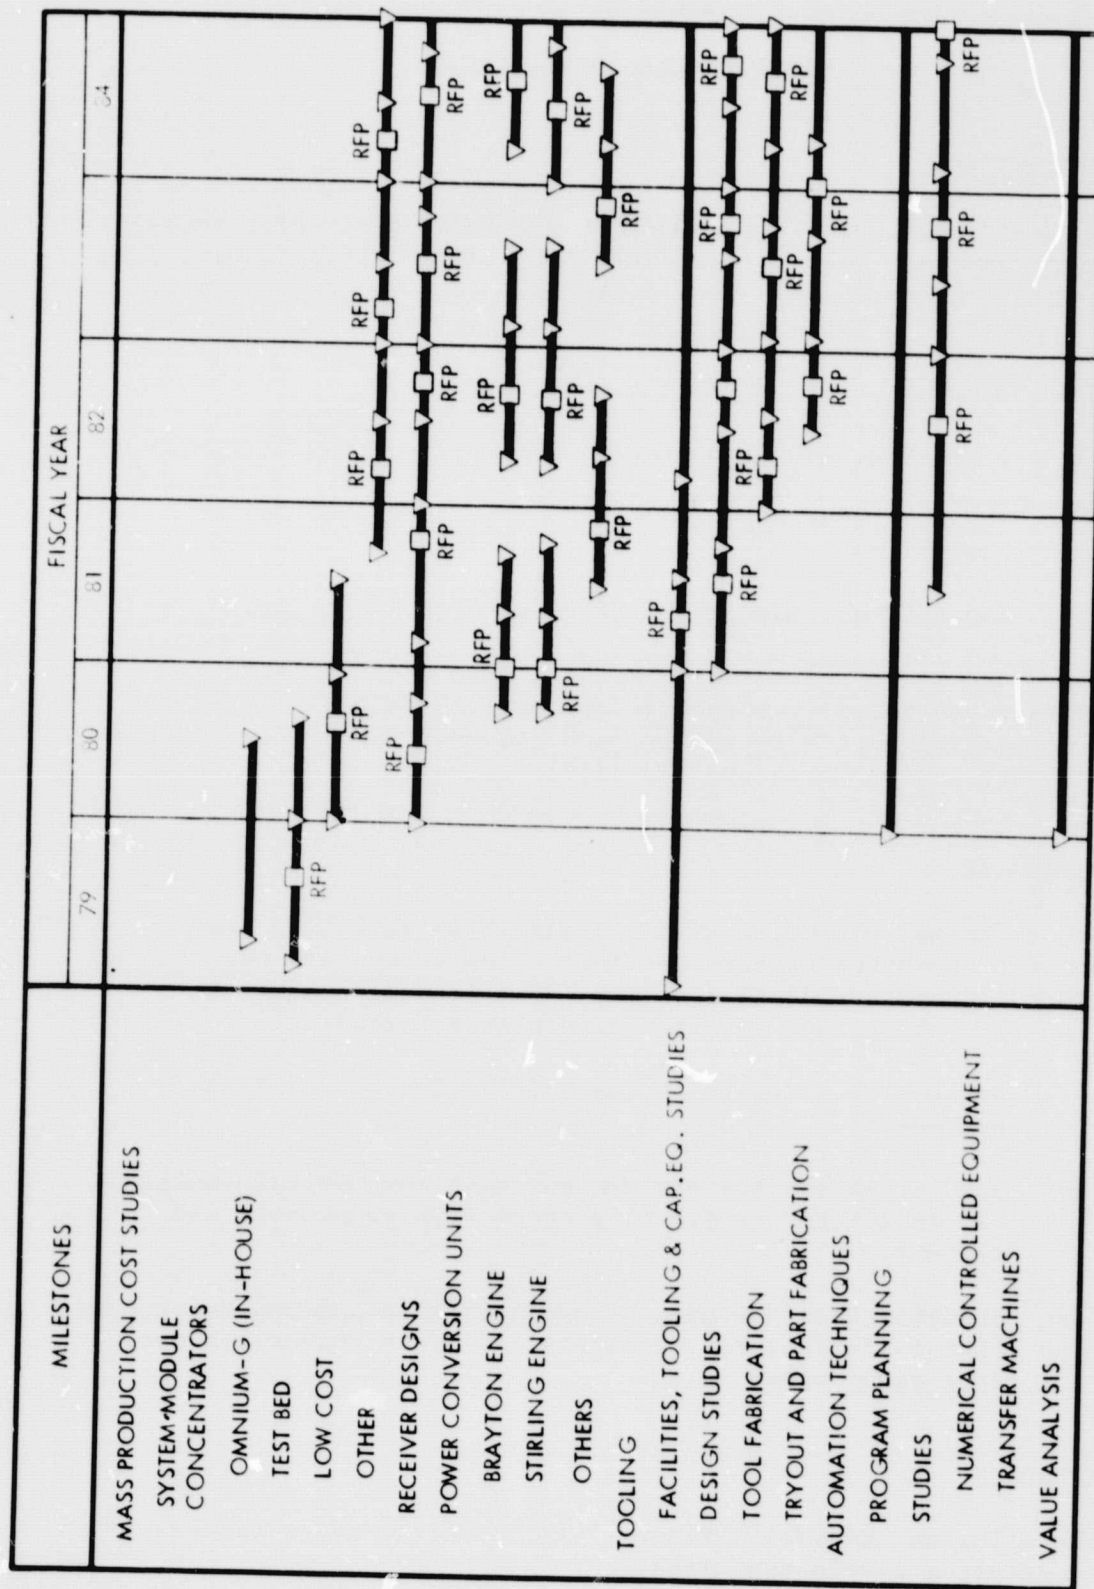 MILESTONES
FISCAL YEAR
79 80 81 82 84
MASS PRODUCTION COST STUDIES
SYSTEM-MODULE
CONCENTRATORS
OMNIUM-G (IN-HOUSE)
TEST BED
RFP
LOW COST
RFP
OTHER
RFP RFP RFP
RECEIVER DESIGNS
RFP RFP RFP RFP RFP
POWER CONVERSION UNITS
BRAYTON ENGINE
RFP RFP RFP
STIRLING ENGINE
RFP RFP RFP
OTHERS
RFP RFP
TOOLING
FACILITIES, TOOLING & CAP.EQ. STUDIES
RFP
DESIGN STUDIES
RFP RFP RFP
TOOL FABRICATION
RFP RFP RFP
TRYOUT AND PART FABRICATION
RFP RFP
AUTOMATION TECHNIQUES
PROGRAM PLANNING
STUDIES
NUMERICAL CONTROLLED EQUIPMENT
RFP RFP RFP
TRANSFER MACHINES
VALUE ANALYSIS